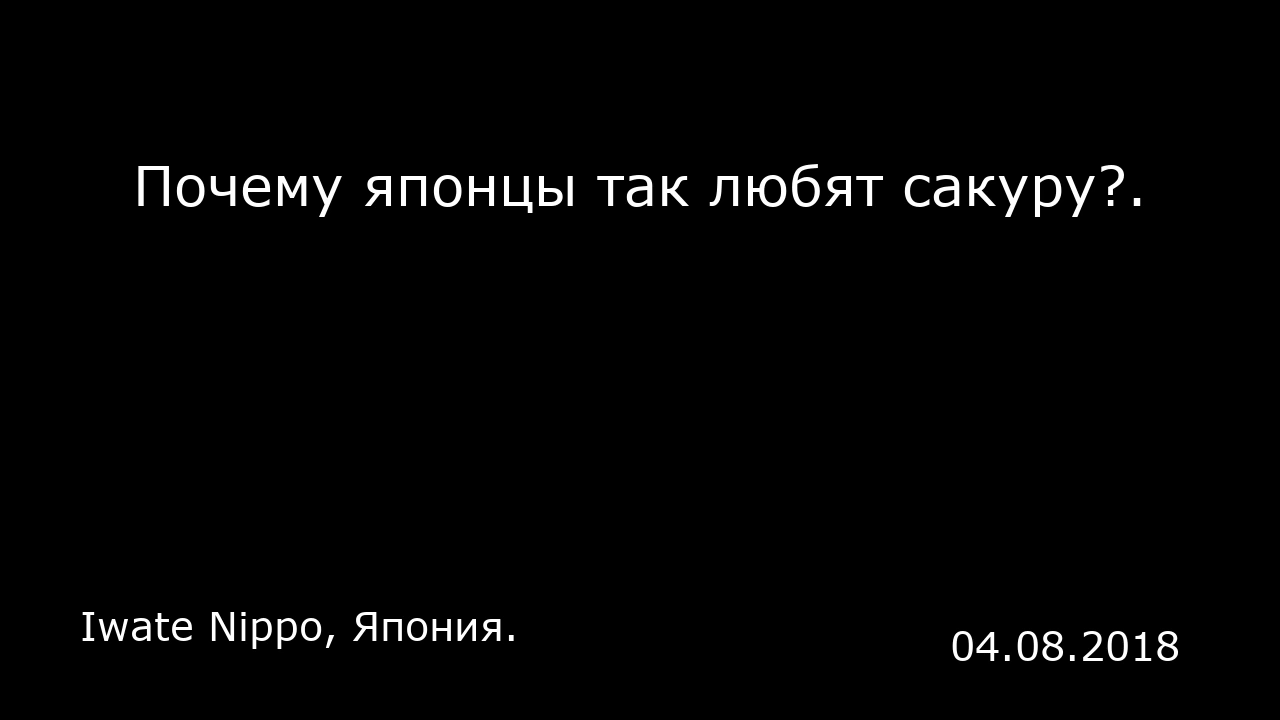 Почему японцы так любят сакуру?.
Iwate Nippo, Япония.
04.08.2018